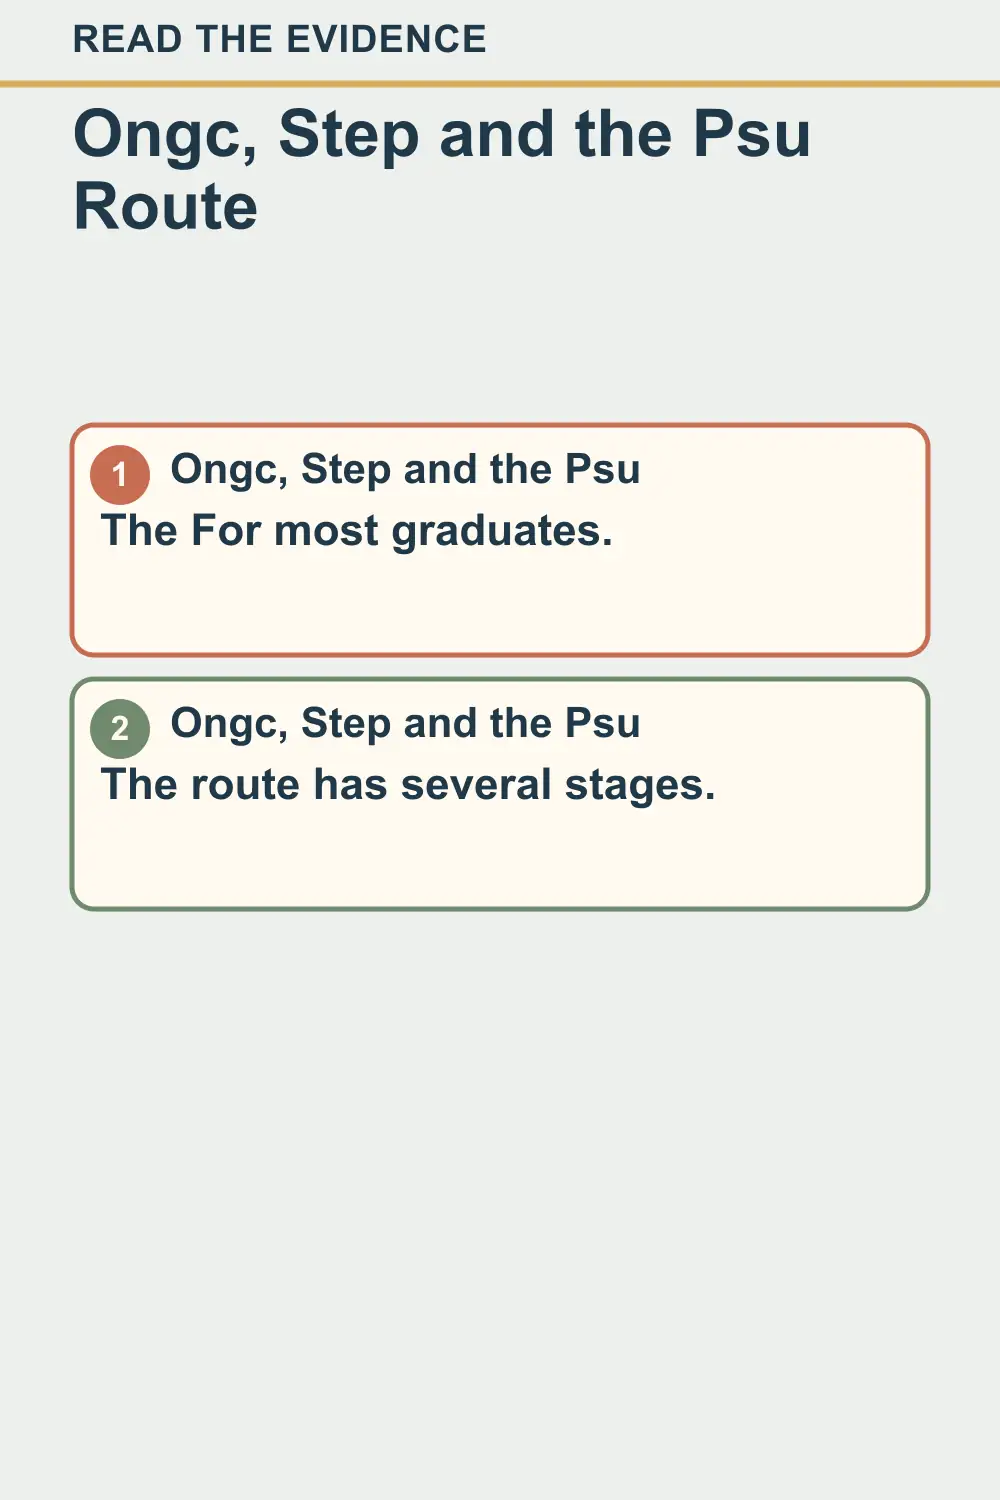 READ THE EVIDENCE
Ongc, Step and the Psu
Route
1 Ongc, Step and the Psu
The For most graduates.
2 Ongc, Step and the Psu
The route has several stages.